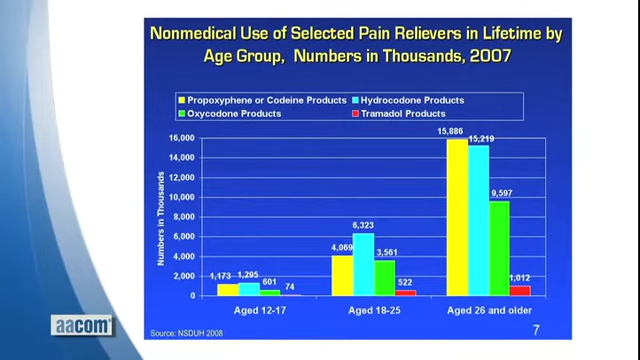 Nonmedical Use of Selected Pain Relievers in Lifetime by
Age Group, Numbers in Thousands, 2007
Propoxyphene or Codeine Products
Hydrocodone Products
Oxycodone Products
Tramadol Products
Numbers in Thousands
16,000
14,000
12,000
10,000
8,000
6,000
4,000
2,000
0
1,173
1,295
601
74
4,069
6,323
3,561
522
15,886
15,219
9,597
1,012
Aged 12-17
Aged 18-25
Aged 26 and older
Source: NSDUH 2008
7
aacom